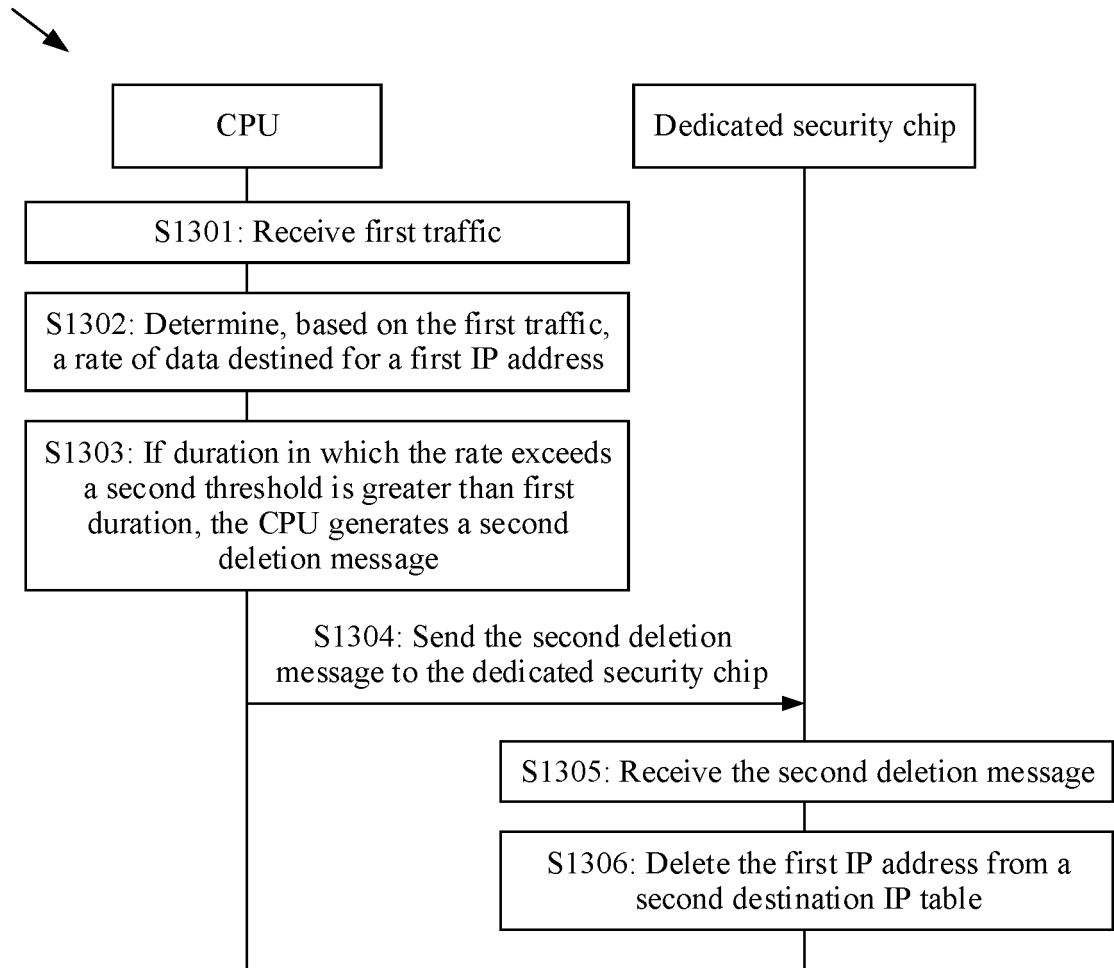 CPU
Dedicated security chip
S1301: Receive first traffic
S1302: Determine, based on the first traffic,
a rate of data destined for a first IP address
S1303: If duration in which the rate exceeds
a second threshold is greater than first
duration, the CPU generates a second
deletion message
S1304: Send the second deletion
message to the dedicated security chip
S1305: Receive the second deletion message
S1306: Delete the first IP address from a
second destination IP table